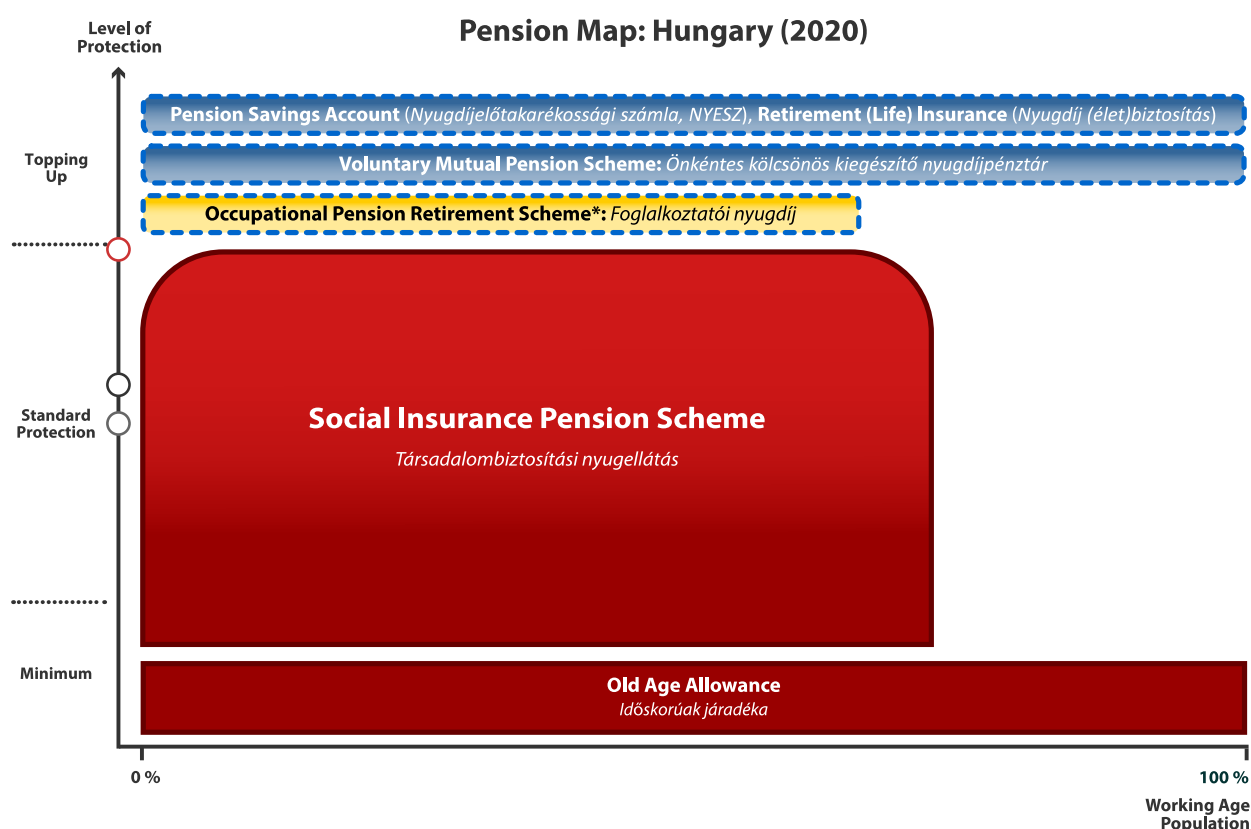 Pension Map: Hungary (2020)
Level of
Protection
Pension Savings Account (Nyugdíjelőtakarékossági számla, NYESZ), Retirement (Life) Insurance (Nyugdíj (élet)biztosítás)
Topping
Up
Voluntary Mutual Pension Scheme: Önkéntes kölcsönös kiegészítő nyugdíjpénztár
Occupational Pension Retirement Scheme*: Foglalkoztatói nyugdíj
Standard
Protection
Social Insurance Pension Scheme
Társadalombiztosítási nyugellátás
Minimum
Old Age Allowance
Időskorúak járadéka
0 %
100 %
Working Age
Population